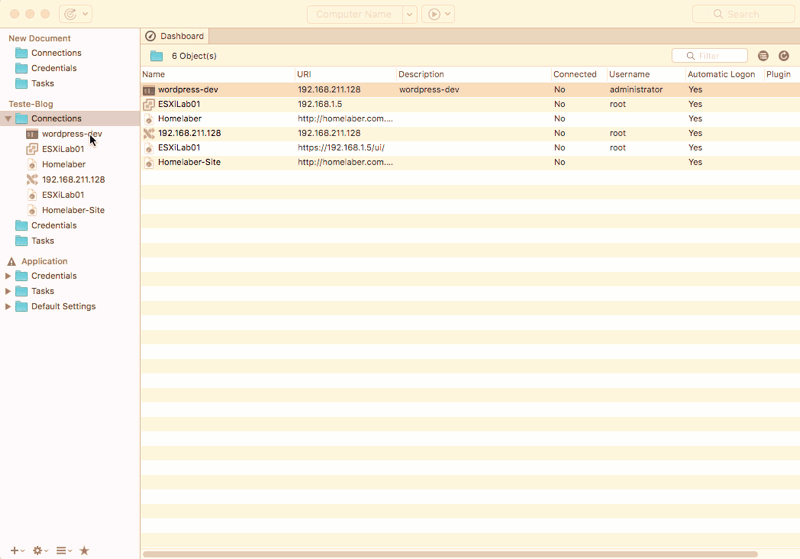 Computer Name
Search
New Document
Connections
Credentials
Tasks
Teste-Blog
Connections
wordpress-dev
ESXiLab01
Homelaber
192.168.211.128
ESXiLab01
Homelaber-Site
Credentials
Tasks
Application
Credentials
Tasks
Default Settings
Dashboard
6 Object(s)
Filter
Name URI Description Connected Username Automatic Logon Plugin
wordpress-dev 192.168.211.128 wordpress-dev No administrator Yes
ESXiLab01 192.168.1.5 No root Yes
Homelaber http://homelaber.com.... No Yes
192.168.211.128 192.168.211.128 No root Yes
ESXiLab01 https://192.168.1.5/ui/ No root Yes
Homelaber-Site http://homelaber.com.... No Yes